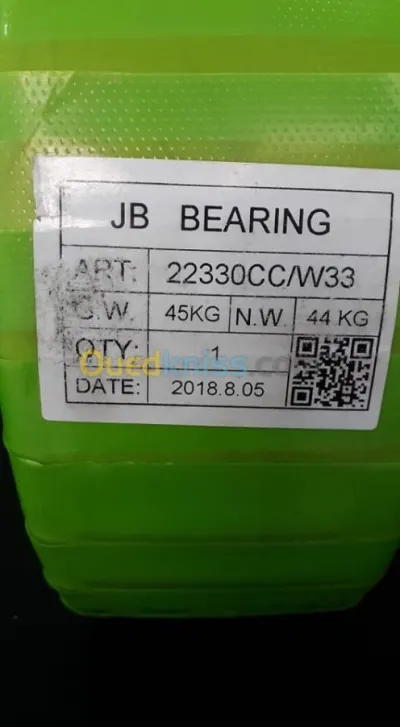 JB BEARING
ART: 22330CC/W33
G.W. 45KG N.W. 44 KG
QTY: 1
Ouedkniss.com
DATE: 2018.8.05